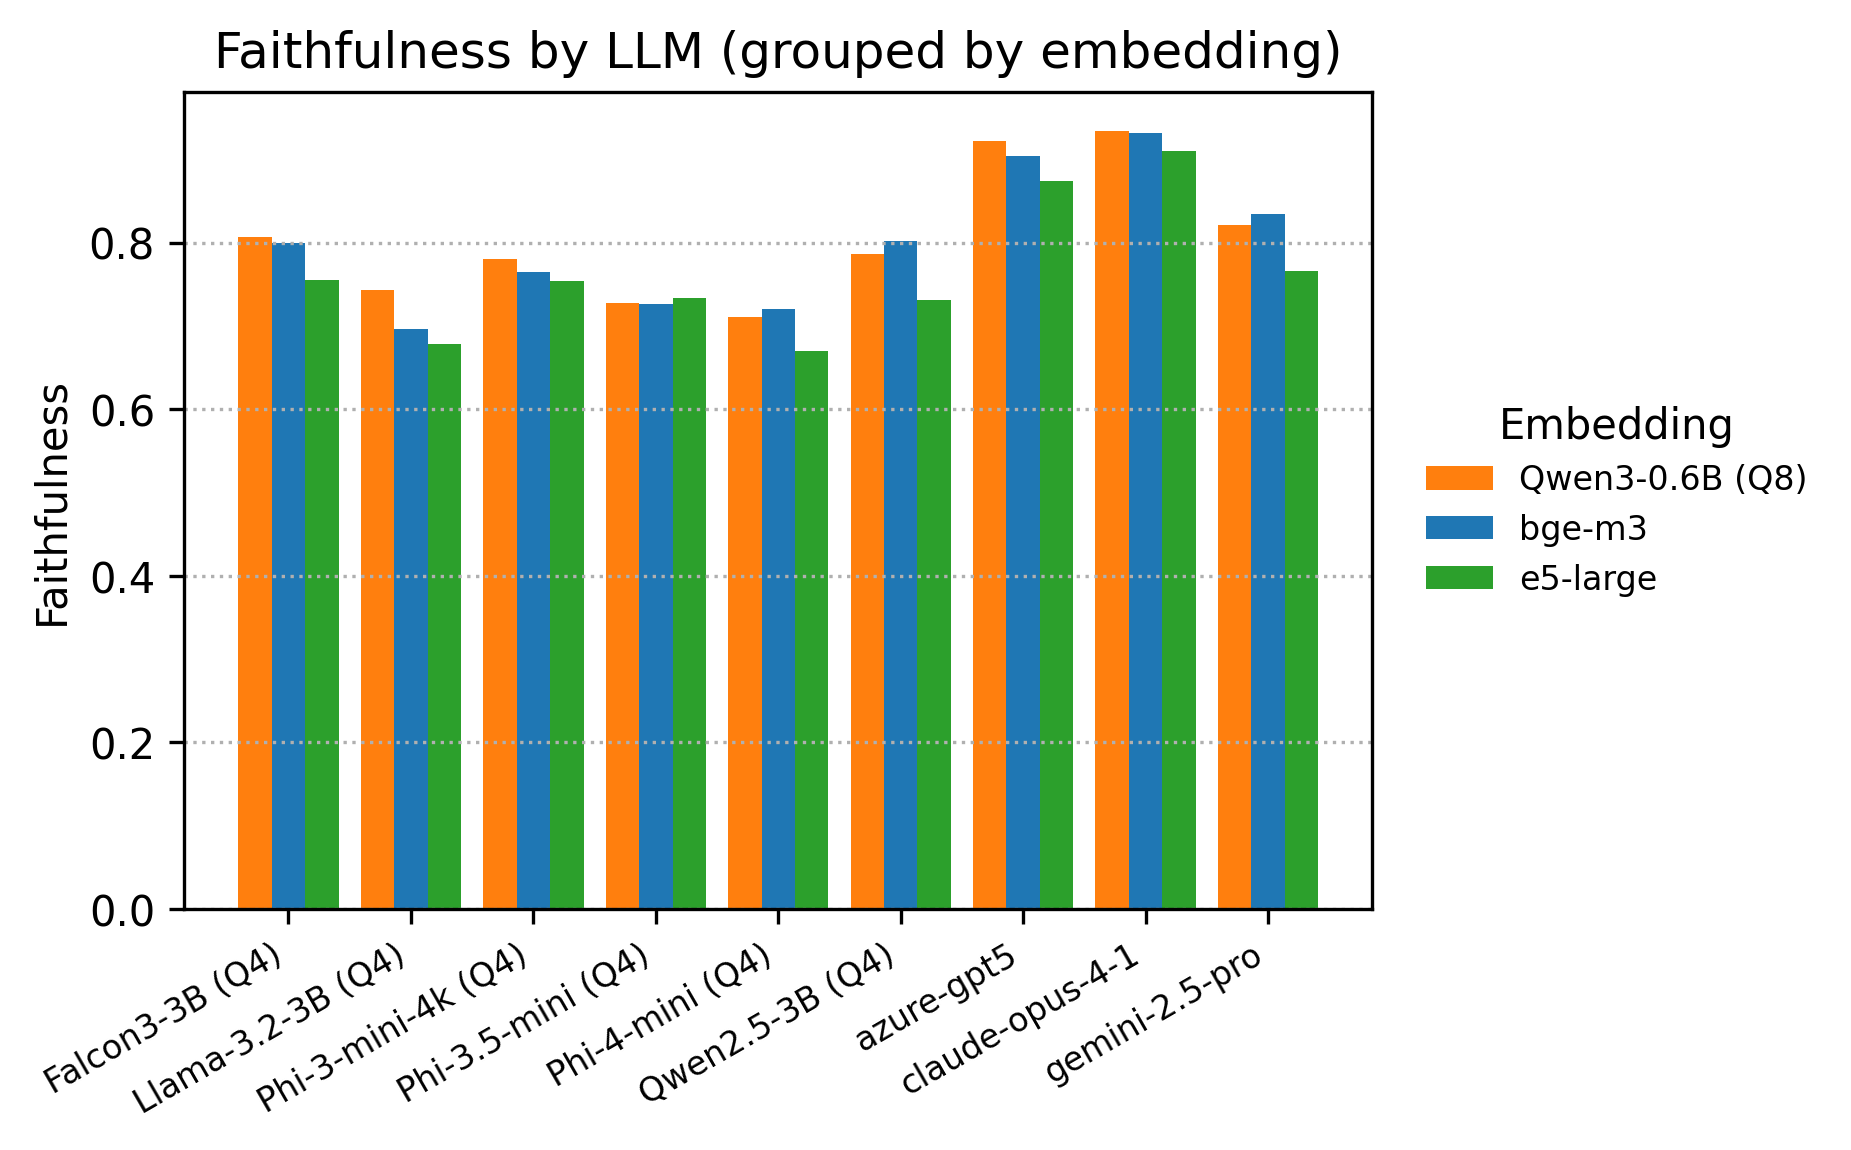 Faithfulness by LLM (grouped by embedding)
Faithfulness
0.8
0.6
0.4
0.2
0.0
Falcon3-3B (Q4)
Llama-3.2-3B (Q4)
Phi-3-mini-4k (Q4)
Phi-3.5-mini (Q4)
Phi-4-mini (Q4)
Qwen2.5-3B (Q4)
azure-gpt5
claude-opus-4-1
gemini-2.5-pro
Embedding
Qwen3-0.6B (Q8)
bge-m3
e5-large